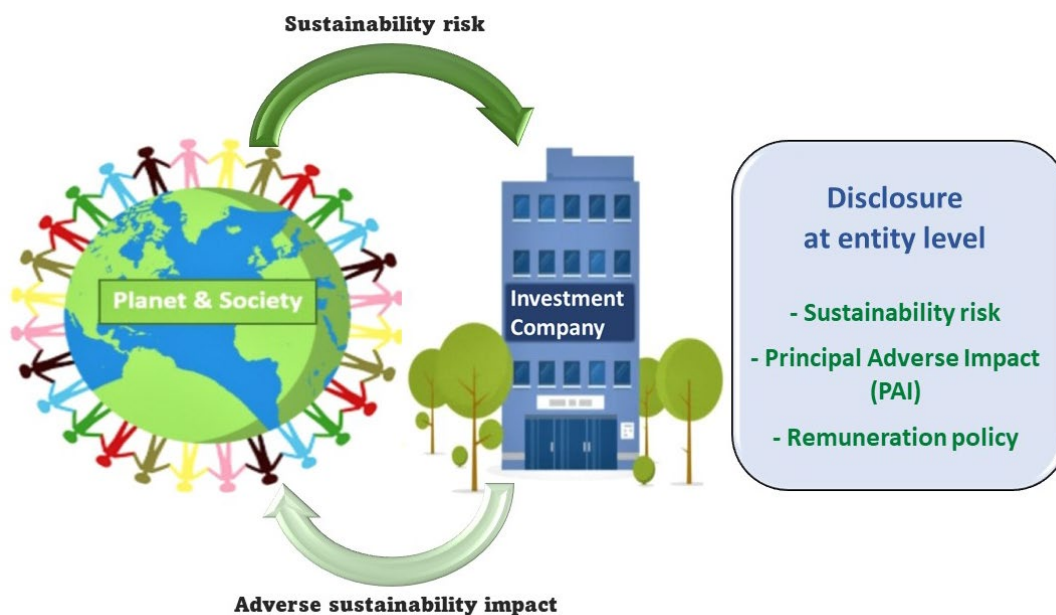 Sustainability risk
Planet & Society
Investment
Company
Adverse sustainability impact
Disclosure
at entity level
- Sustainability risk
- Principal Adverse Impact
(PAI)
- Remuneration policy